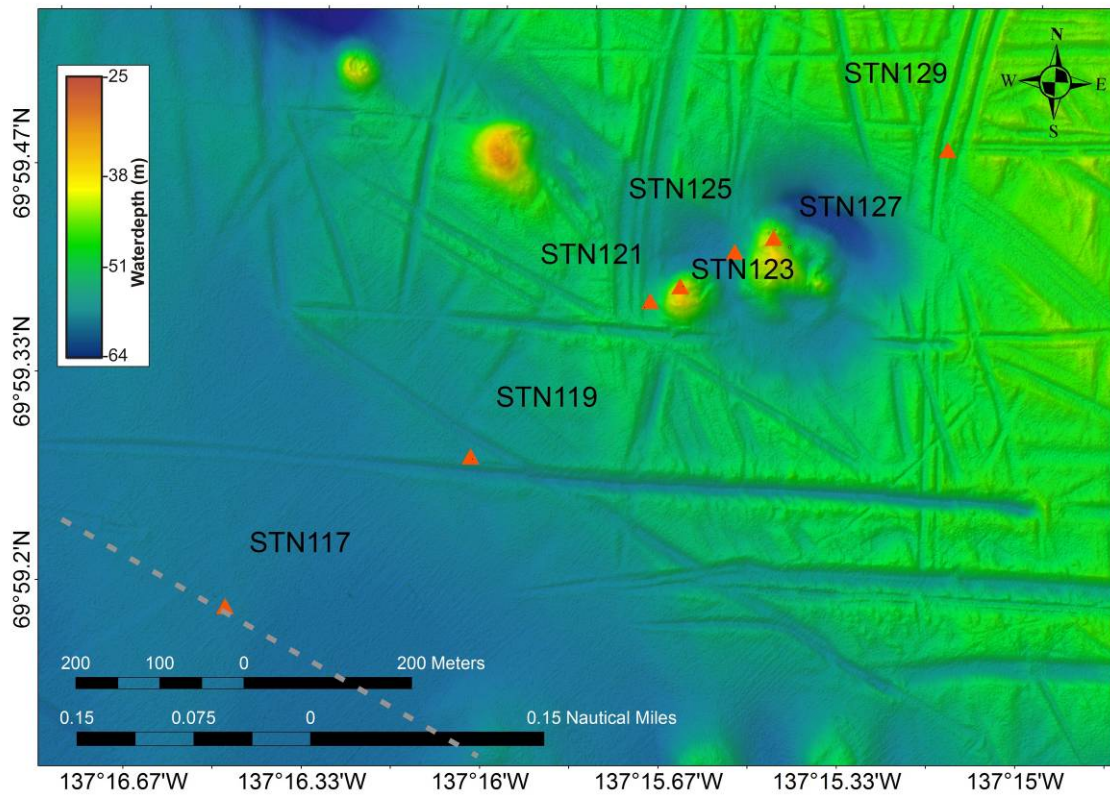 STN129
N
W
E
S
-25
-38
-51
-64
Waterdepth (m)
69°59.47'N
69°59.33'N
69°59.2'N
STN125
STN127
STN121
STN123
STN119
STN117
200 100 0 200 Meters
0.15 0.075 0 0.15 Nautical Miles
137°16.67'W 137°16.33'W 137°16'W 137°15.67'W 137°15.33'W 137°15'W